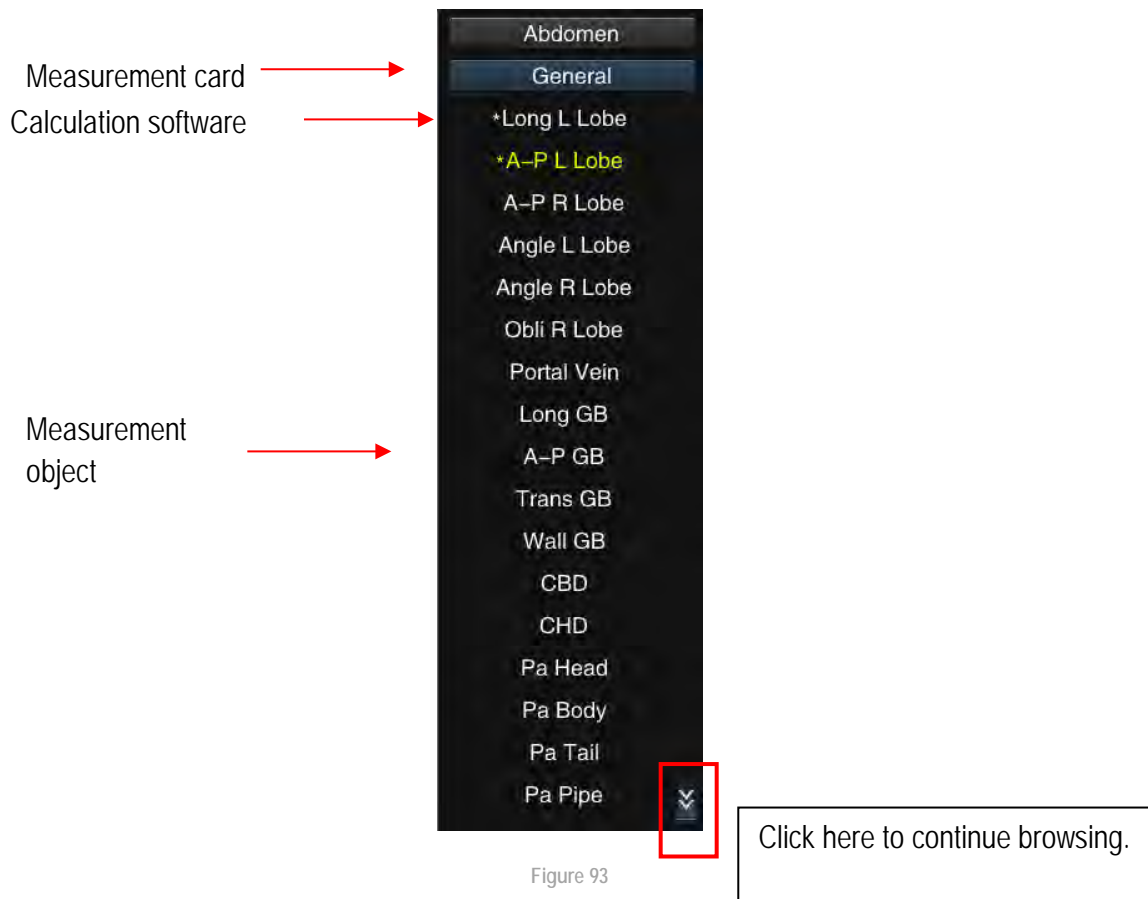 Abdomen
Measurement card
General
Calculation software
*Long L Lobe
*A-P L Lobe
A-P R Lobe
Angle L Lobe
Angle R Lobe
Obli R Lobe
Portal Vein
Long GB
Measurement
object
A-P GB
Trans GB
Wall GB
CBD
CHD
Pa Head
Pa Body
Pa Tail
Pa Pipe
Click here to continue browsing.
Figure 93